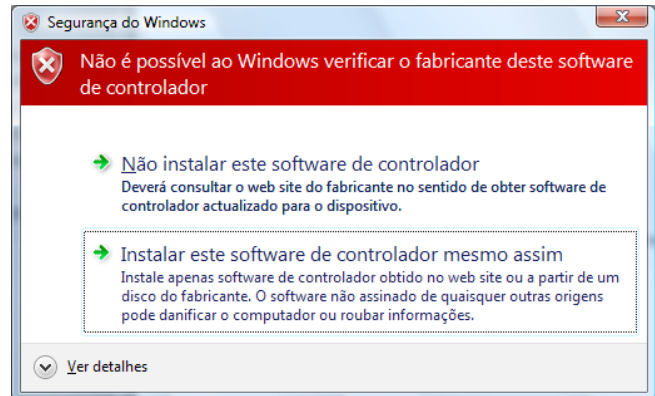 Segurança do Windows
Não é possível ao Windows verificar o fabricante deste software
de controlador
Não instalar este software de controlador
Deverá consultar o web site do fabricante no sentido de obter software de
controlador actualizado para o dispositivo.
Instalar este software de controlador mesmo assim
Instale apenas software de controlador obtido no web site ou a partir de um
disco do fabricante. O software não assinado de quaisquer outras origens
pode danificar o computador ou roubar informações.
Ver detalhes